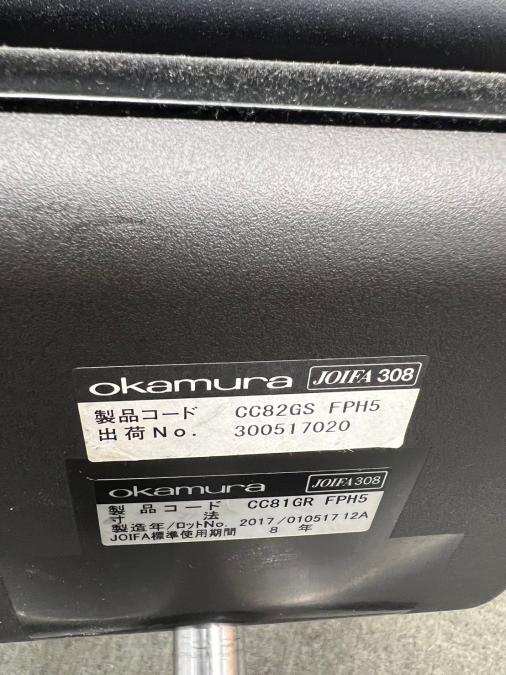 okamura JOIFA 308
製品コード CC82GS FPH5
出荷No. 300517020
okamura JOIFA 308
製品コード CC81GR FPH5
寸法
製造年/ロットNo. 2017/01051712A
JOIFA標準使用期間 8 年